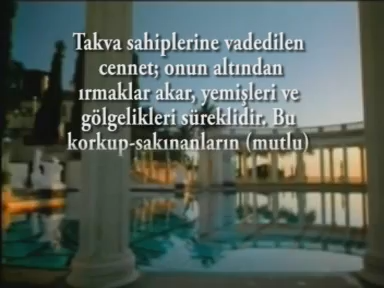 Takva sahiplerine vadedilen
cennet; onun altından
ırmaklar akar, yemişleri ve
gölgelikleri süreklidir. Bu
korkup-sakınanların (mutlu)